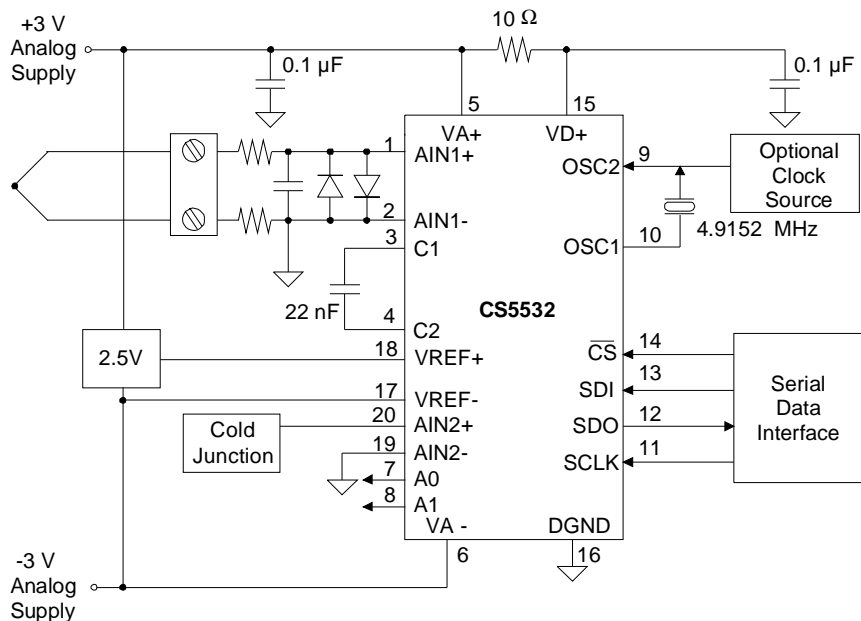 +3 V
Analog
Supply
0.1 µF
10 Ω
0.1 µF
5
15
VA+
VD+
1
AIN1+
2
AIN1-
3
C1
22 nF
4
C2
CS5532
OSC2
9
Optional
Clock
Source
4.9152 MHz
OSC1
10
2.5V
18
VREF+
17
VREF-
20
AIN2+
Cold
Junction
19
AIN2-
7
A0
8
A1
CS
14
SDI
13
SDO
12
SCLK
11
Serial
Data
Interface
VA -
DGND
6
16
-3 V
Analog
Supply